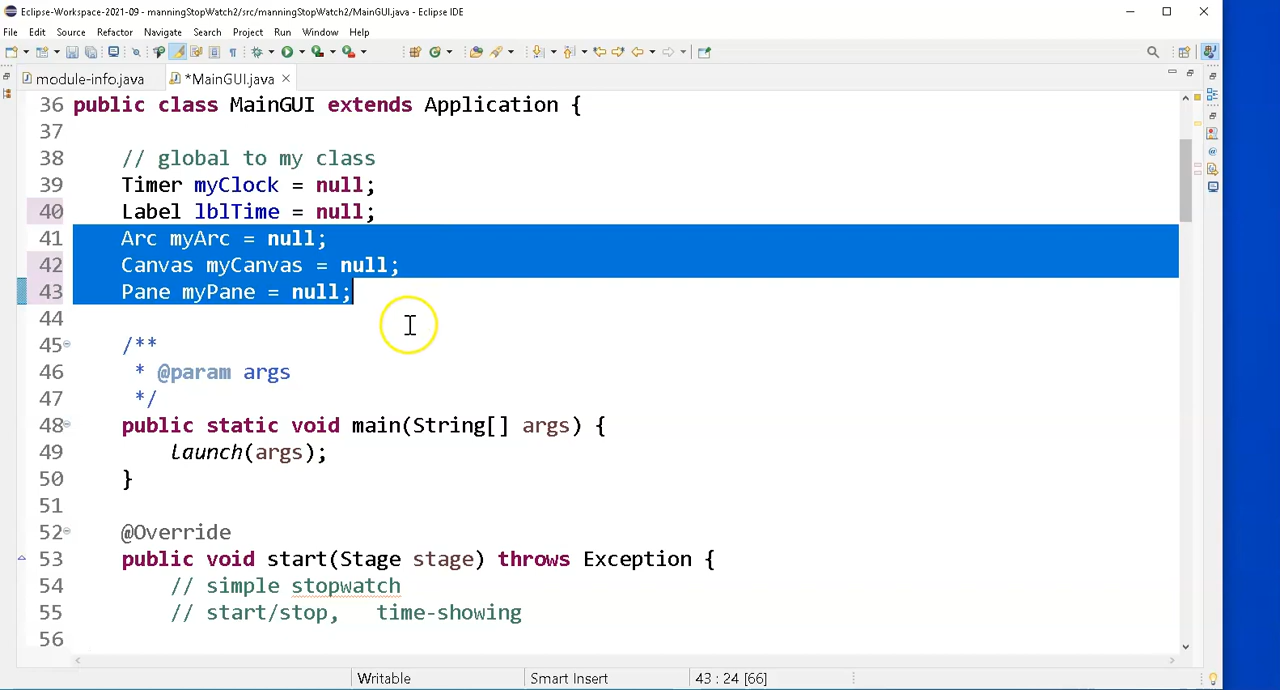 Eclipse-Workspace-2021-09 - manningStopWatch2/src/manningStopWatch2/MainGUI.java - Eclipse IDE
File Edit Source Refactor Navigate Search Project Run Window Help
module-info.java *MainGUI.java
36 public class MainGUI extends Application {
37
38 // global to my class
39 Timer myClock = null;
40 Label lblTime = null;
41 Arc myArc = null;
42 Canvas myCanvas = null;
43 Pane myPane = null;
44
45 /**
46 * @param args
47 */
48 public static void main(String[] args) {
49 launch(args);
50 }
51
52 @Override
53 public void start(Stage stage) throws Exception {
54 // simple stopwatch
55 // start/stop, time-showing
56
Writable Smart Insert 43 : 24 [66]